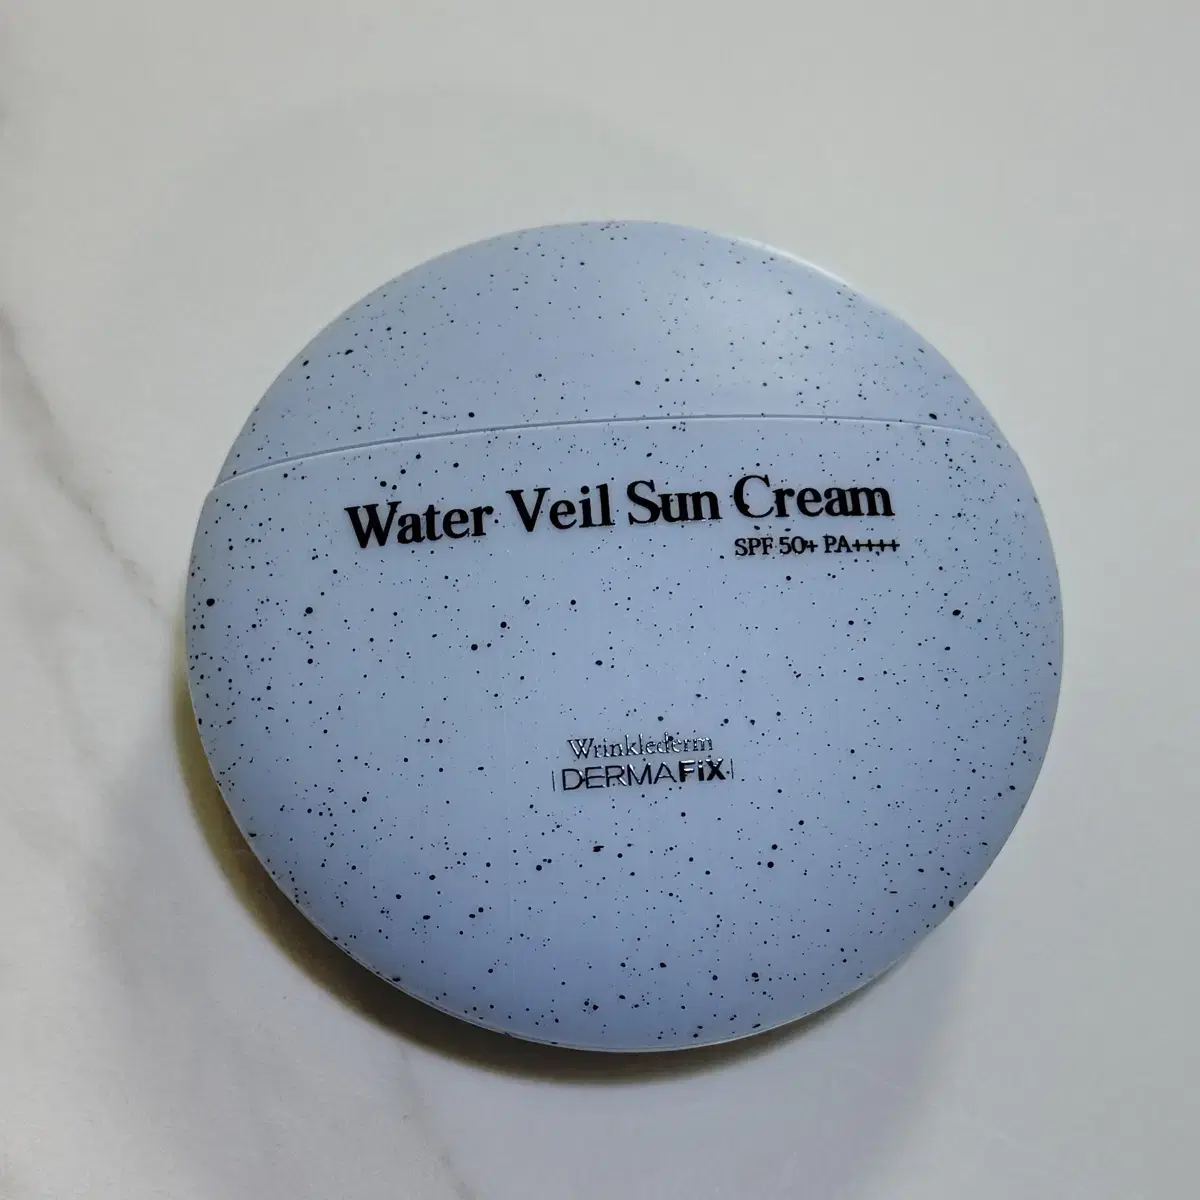 Water Veil Sun Cream
SPF 50+ PA++++
Wrinklederm
DERMAFiX